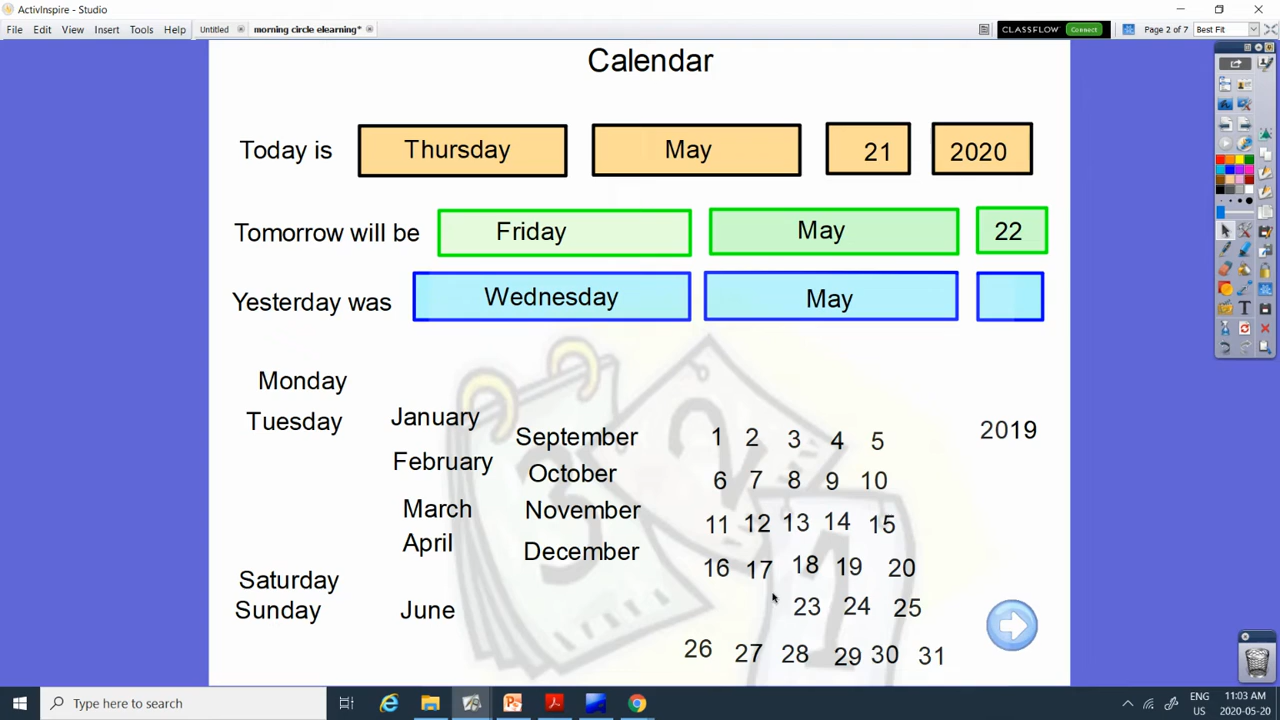 ActivInspire - Studio
File Edit View Insert Tools Help
Untitled
morning circle elearning*
CLASSFLOW Connect
Page 2 of 7
Best Fit
Calendar
Today is Thursday May 21 2020
Tomorrow will be Friday May 22
Yesterday was Wednesday May
Monday
Tuesday
Saturday
Sunday
January
February
March
April
June
September
October
November
December
1 2 3 4 5
6 7 8 9 10
11 12 13 14 15
16 17 18 19 20
23 24 25
26 27 28 29 30 31
2019
3
2
1
Type here to search
ENG
US
11:03 AM
2020-05-20